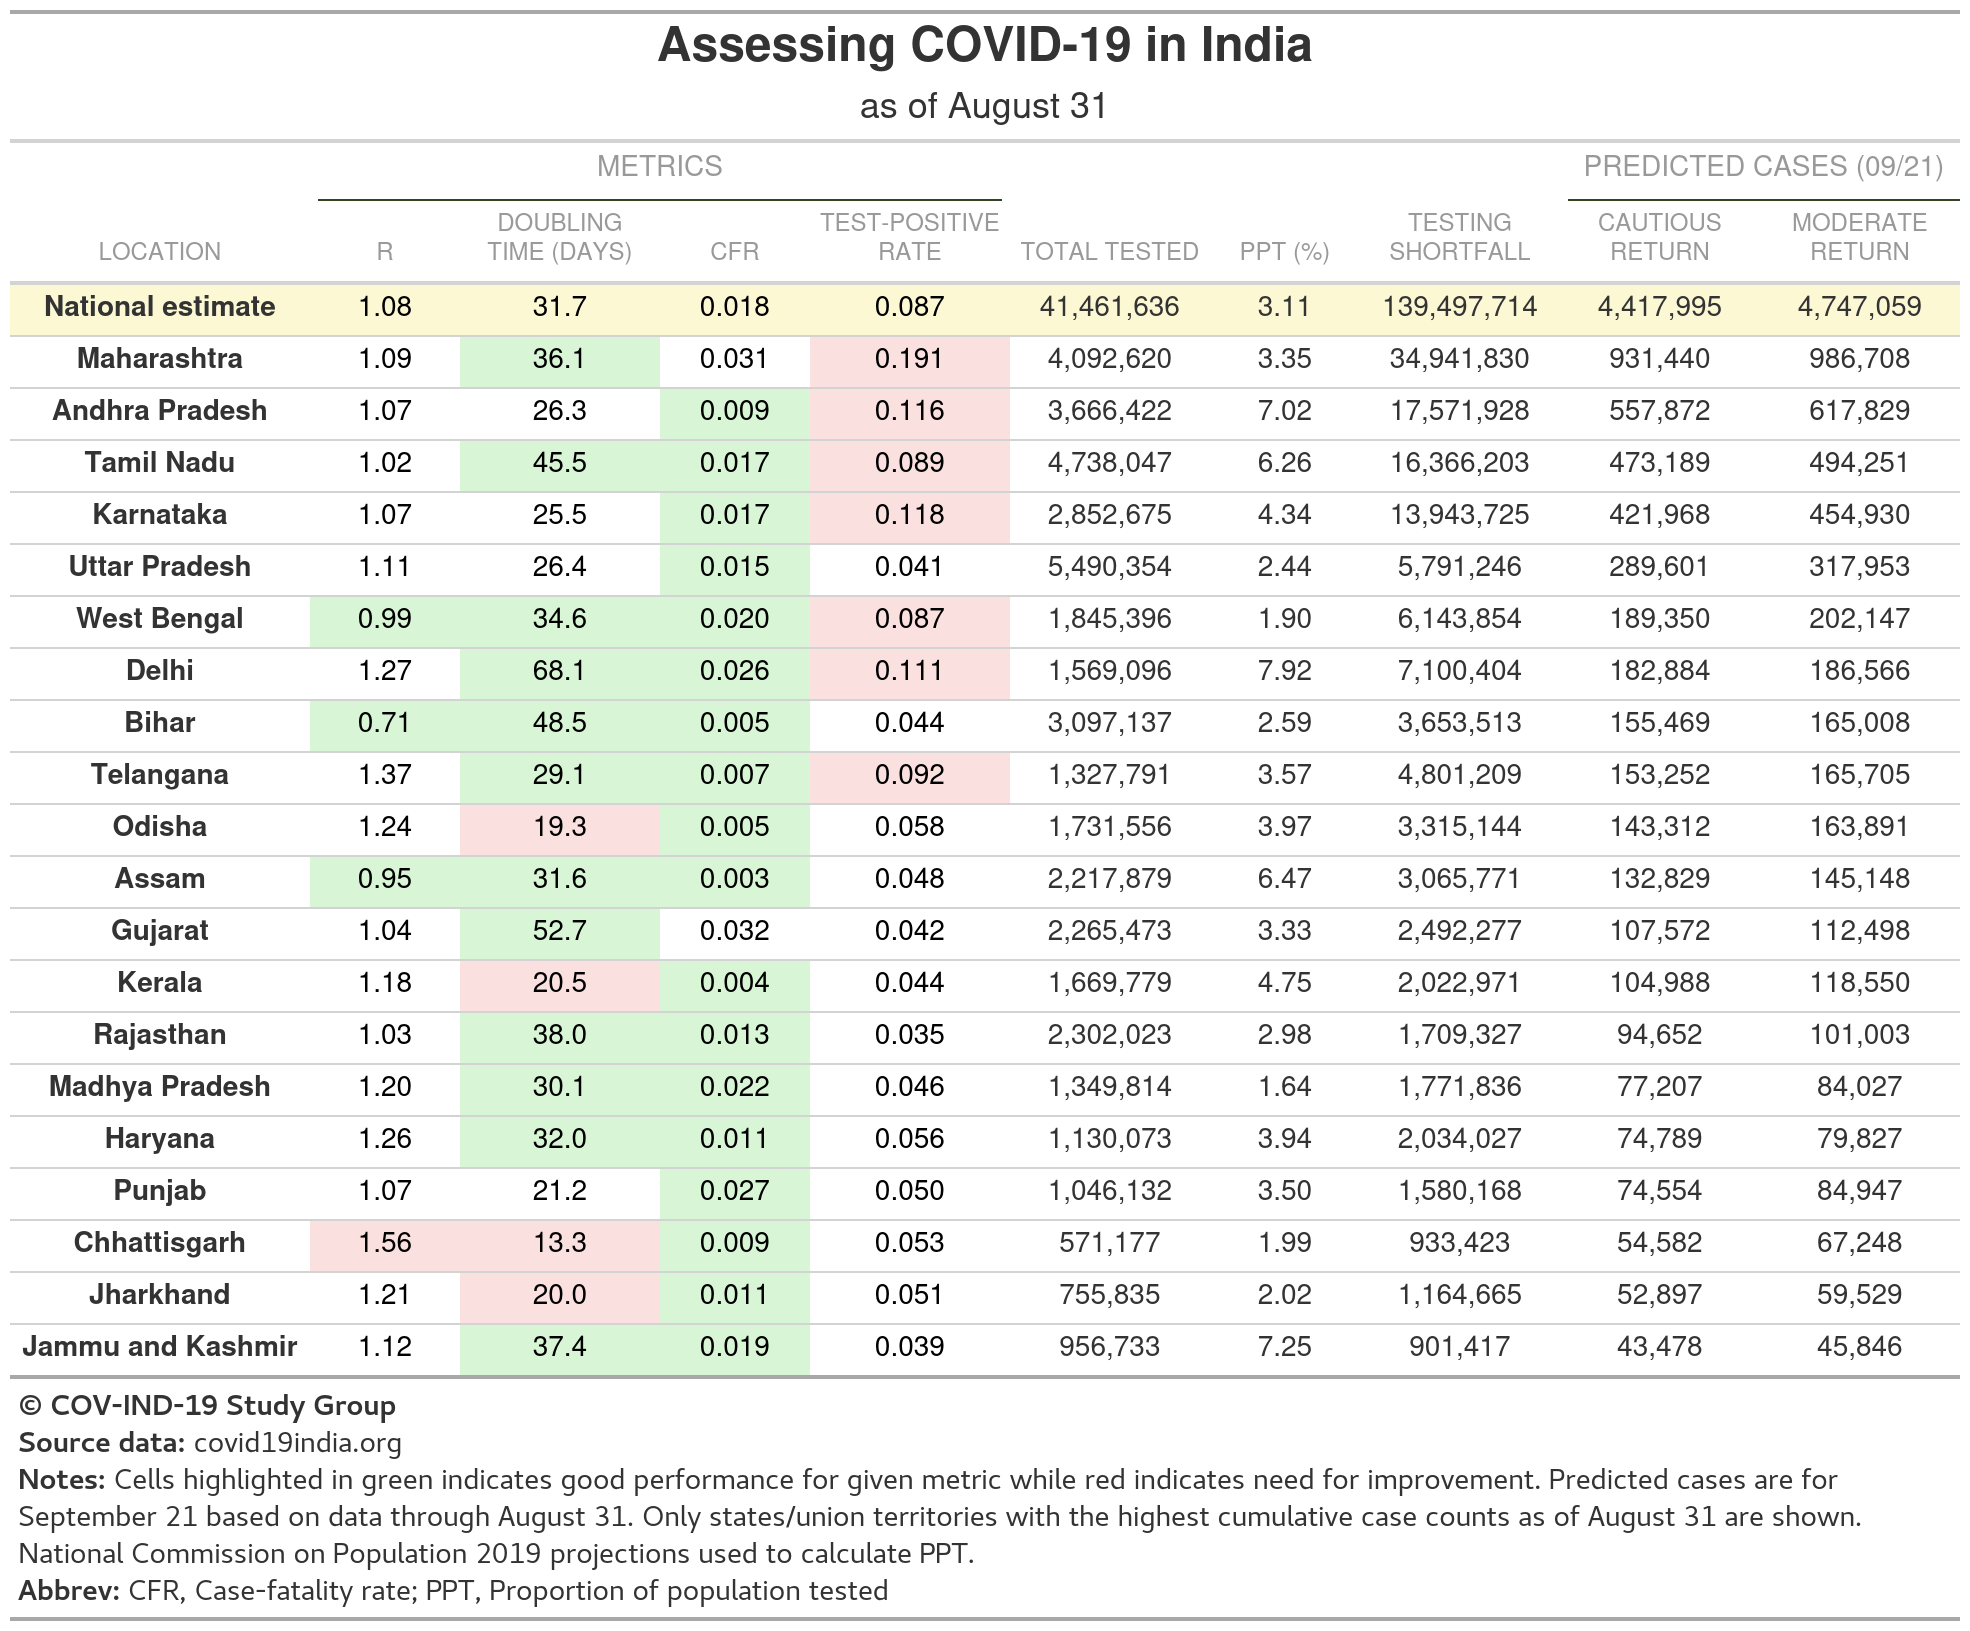 Assessing COVID-19 in India
as of August 31
METRICS PREDICTED CASES (09/21)
LOCATION R DOUBLING TIME (DAYS) CFR TEST-POSITIVE RATE TOTAL TESTED PPT (%) TESTING SHORTFALL CAUTIOUS RETURN MODERATE RETURN
National estimate 1.08 31.7 0.018 0.087 41,461,636 3.11 139,497,714 4,417,995 4,747,059
Maharashtra 1.09 36.1 0.031 0.191 4,092,620 3.35 34,941,830 931,440 986,708
Andhra Pradesh 1.07 26.3 0.009 0.116 3,666,422 7.02 17,571,928 557,872 617,829
Tamil Nadu 1.02 45.5 0.017 0.089 4,738,047 6.26 16,366,203 473,189 494,251
Karnataka 1.07 25.5 0.017 0.118 2,852,675 4.34 13,943,725 421,968 454,930
Uttar Pradesh 1.11 26.4 0.015 0.041 5,490,354 2.44 5,791,246 289,601 317,953
West Bengal 0.99 34.6 0.020 0.087 1,845,396 1.90 6,143,854 189,350 202,147
Delhi 1.27 68.1 0.026 0.111 1,569,096 7.92 7,100,404 182,884 186,566
Bihar 0.71 48.5 0.005 0.044 3,097,137 2.59 3,653,513 155,469 165,008
Telangana 1.37 29.1 0.007 0.092 1,327,791 3.57 4,801,209 153,252 165,705
Odisha 1.24 19.3 0.005 0.058 1,731,556 3.97 3,315,144 143,312 163,891
Assam 0.95 31.6 0.003 0.048 2,217,879 6.47 3,065,771 132,829 145,148
Gujarat 1.04 52.7 0.032 0.042 2,265,473 3.33 2,492,277 107,572 112,498
Kerala 1.18 20.5 0.004 0.044 1,669,779 4.75 2,022,971 104,988 118,550
Rajasthan 1.03 38.0 0.013 0.035 2,302,023 2.98 1,709,327 94,652 101,003
Madhya Pradesh 1.20 30.1 0.022 0.046 1,349,814 1.64 1,771,836 77,207 84,027
Haryana 1.26 32.0 0.011 0.056 1,130,073 3.94 2,034,027 74,789 79,827
Punjab 1.07 21.2 0.027 0.050 1,046,132 3.50 1,580,168 74,554 84,947
Chhattisgarh 1.56 13.3 0.009 0.053 571,177 1.99 933,423 54,582 67,248
Jharkhand 1.21 20.0 0.011 0.051 755,835 2.02 1,164,665 52,897 59,529
Jammu and Kashmir 1.12 37.4 0.019 0.039 956,733 7.25 901,417 43,478 45,846
© COV-IND-19 Study Group
Source data: covid19india.org
Notes: Cells highlighted in green indicates good performance for given metric while red indicates need for improvement. Predicted cases are for
September 21 based on data through August 31. Only states/union territories with the highest cumulative case counts as of August 31 are shown.
National Commission on Population 2019 projections used to calculate PPT.
Abbrev: CFR, Case-fatality rate; PPT, Proportion of population tested